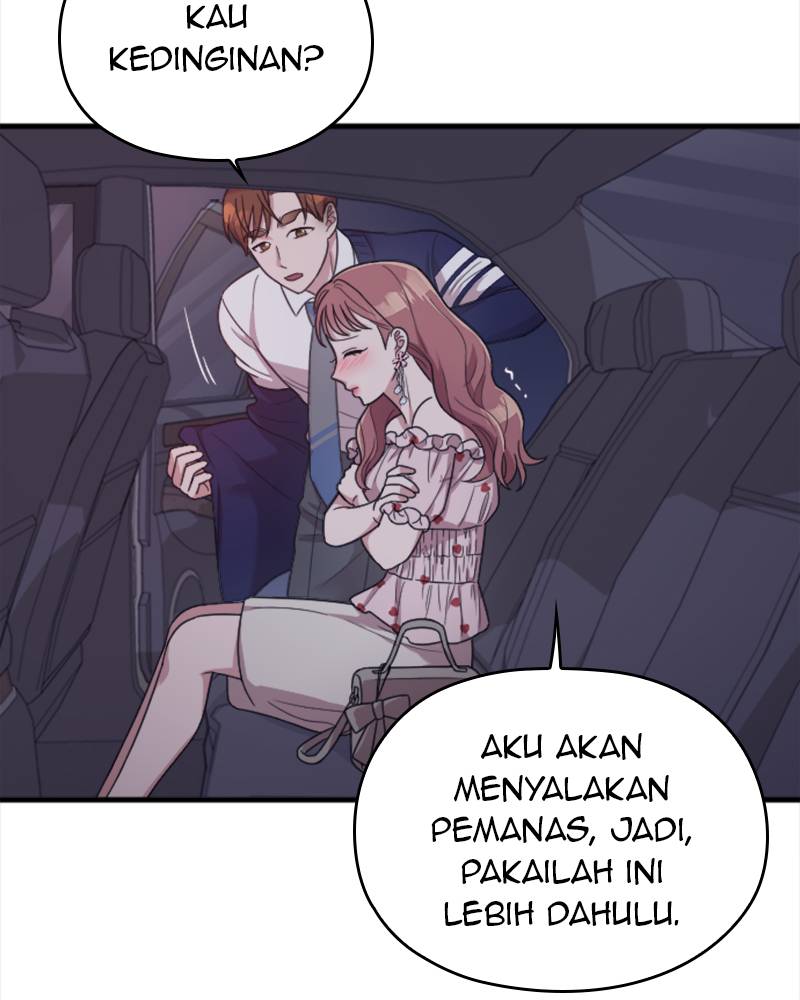 KAU
KEDINGINAN?
AKU AKAN
MENYALAKAN
PEMANAS, JADI,
PAKAILAH INI
LEBIH DAHULU.